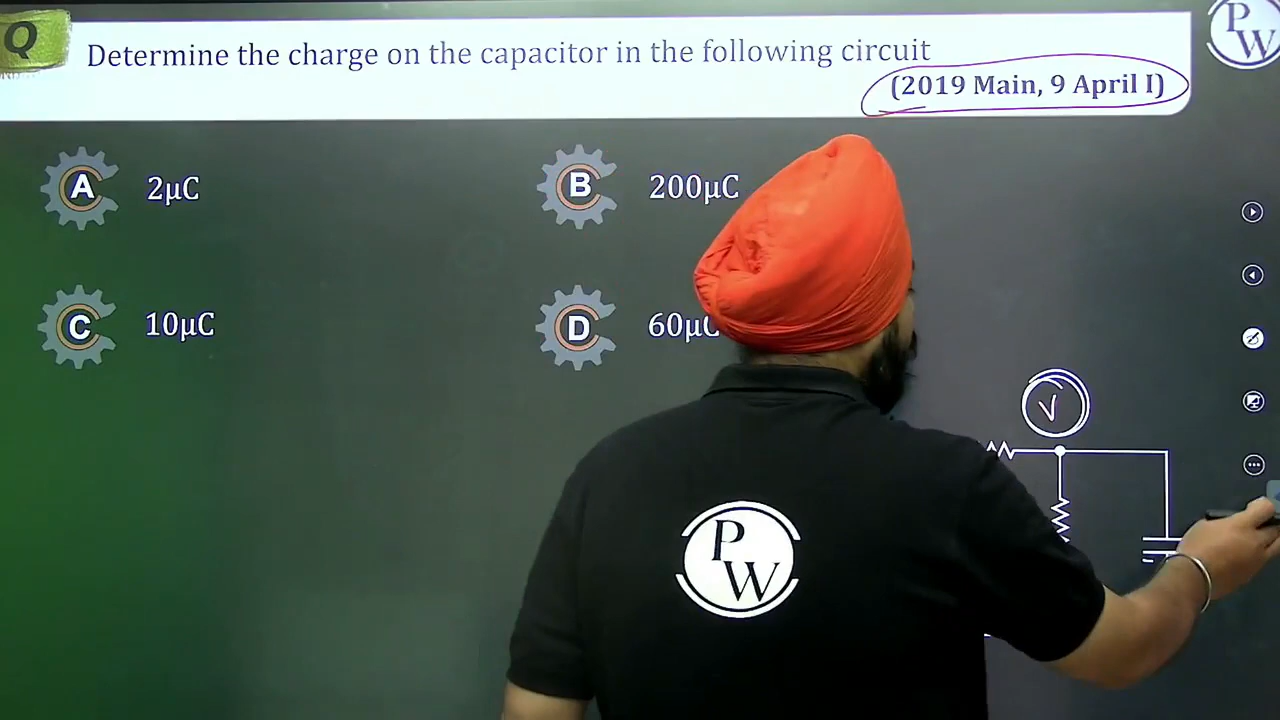 Q
Determine the charge on the capacitor in the following circuit
(2019 Main, 9 April I)
PW
A 2μC
B 200μC
C 10μC
D 60μC
V
PW